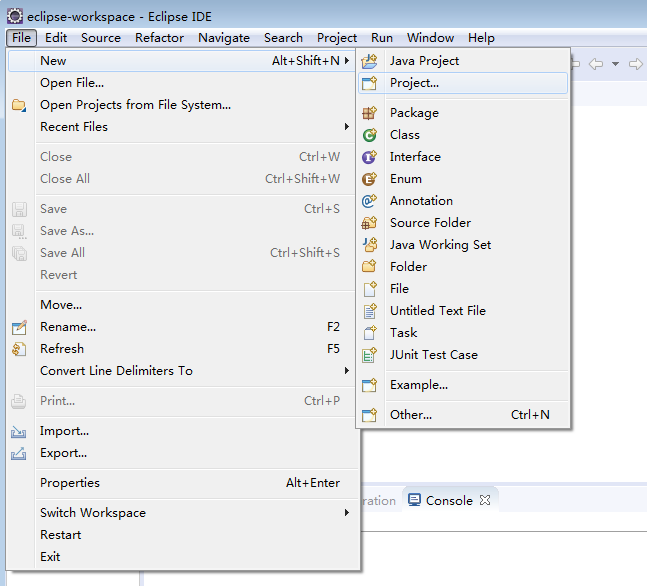 eclipse-workspace - Eclipse IDE
File Edit Source Refactor Navigate Search Project Run Window Help
New Alt+Shift+N
Open File...
Open Projects from File System...
Recent Files
Close Ctrl+W
Close All Ctrl+Shift+W
Save Ctrl+S
Save As...
Save All Ctrl+Shift+S
Revert
Move...
Rename... F2
Refresh F5
Convert Line Delimiters To
Print... Ctrl+P
Import...
Export...
Properties Alt+Enter
Switch Workspace
Restart
Exit
Java Project
Project...
Package
Class
Interface
Enum
Annotation
Source Folder
Java Working Set
Folder
File
Untitled Text File
Task
JUnit Test Case
Example...
Other... Ctrl+N
Console